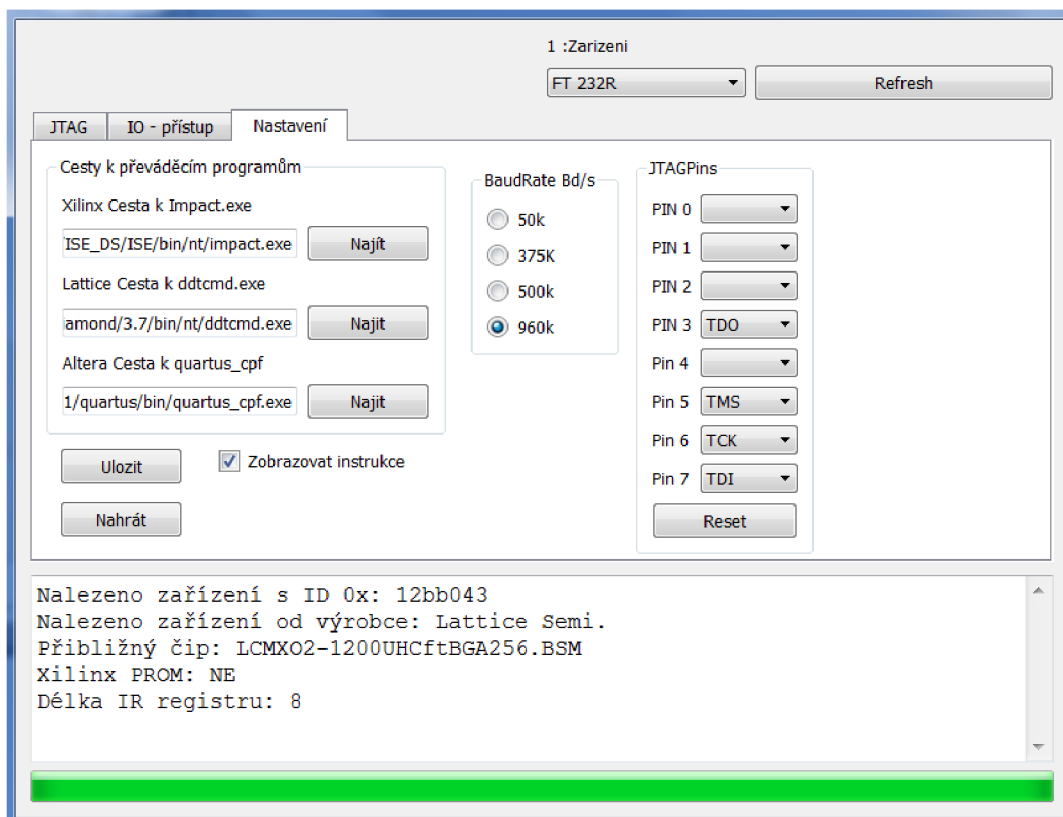 1 :Zarizeni
FT 232R
Refresh
JTAG
IO - přístup
Nastavení
Cesty k převáděcím programům
Xilinx Cesta k Impact.exe
ISE_DS/ISE/bin/nt/impact.exe
Najít
Lattice Cesta k ddtcmd.exe
amond/3.7/bin/nt/ddtcmd.exe
Najit
Altera Cesta k quartus_cpf
1/quartus/bin/quartus_cpf.exe
Najit
Ulozit
Zobrazovat instrukce
Nahrát
BaudRate Bd/s
50k
375K
500k
960k
JTAGPins
PIN 0
PIN 1
PIN 2
PIN 3 TDO
Pin 4
Pin 5 TMS
Pin 6 TCK
Pin 7 TDI
Reset
Nalezeno zařízení s ID 0x: 12bb043
Nalezeno zařízení od výrobce: Lattice Semi.
Přibližný čip: LCMXO2-1200UHCftBGA256.BSM
Xilinx PROM: NE
Délka IR registru: 8